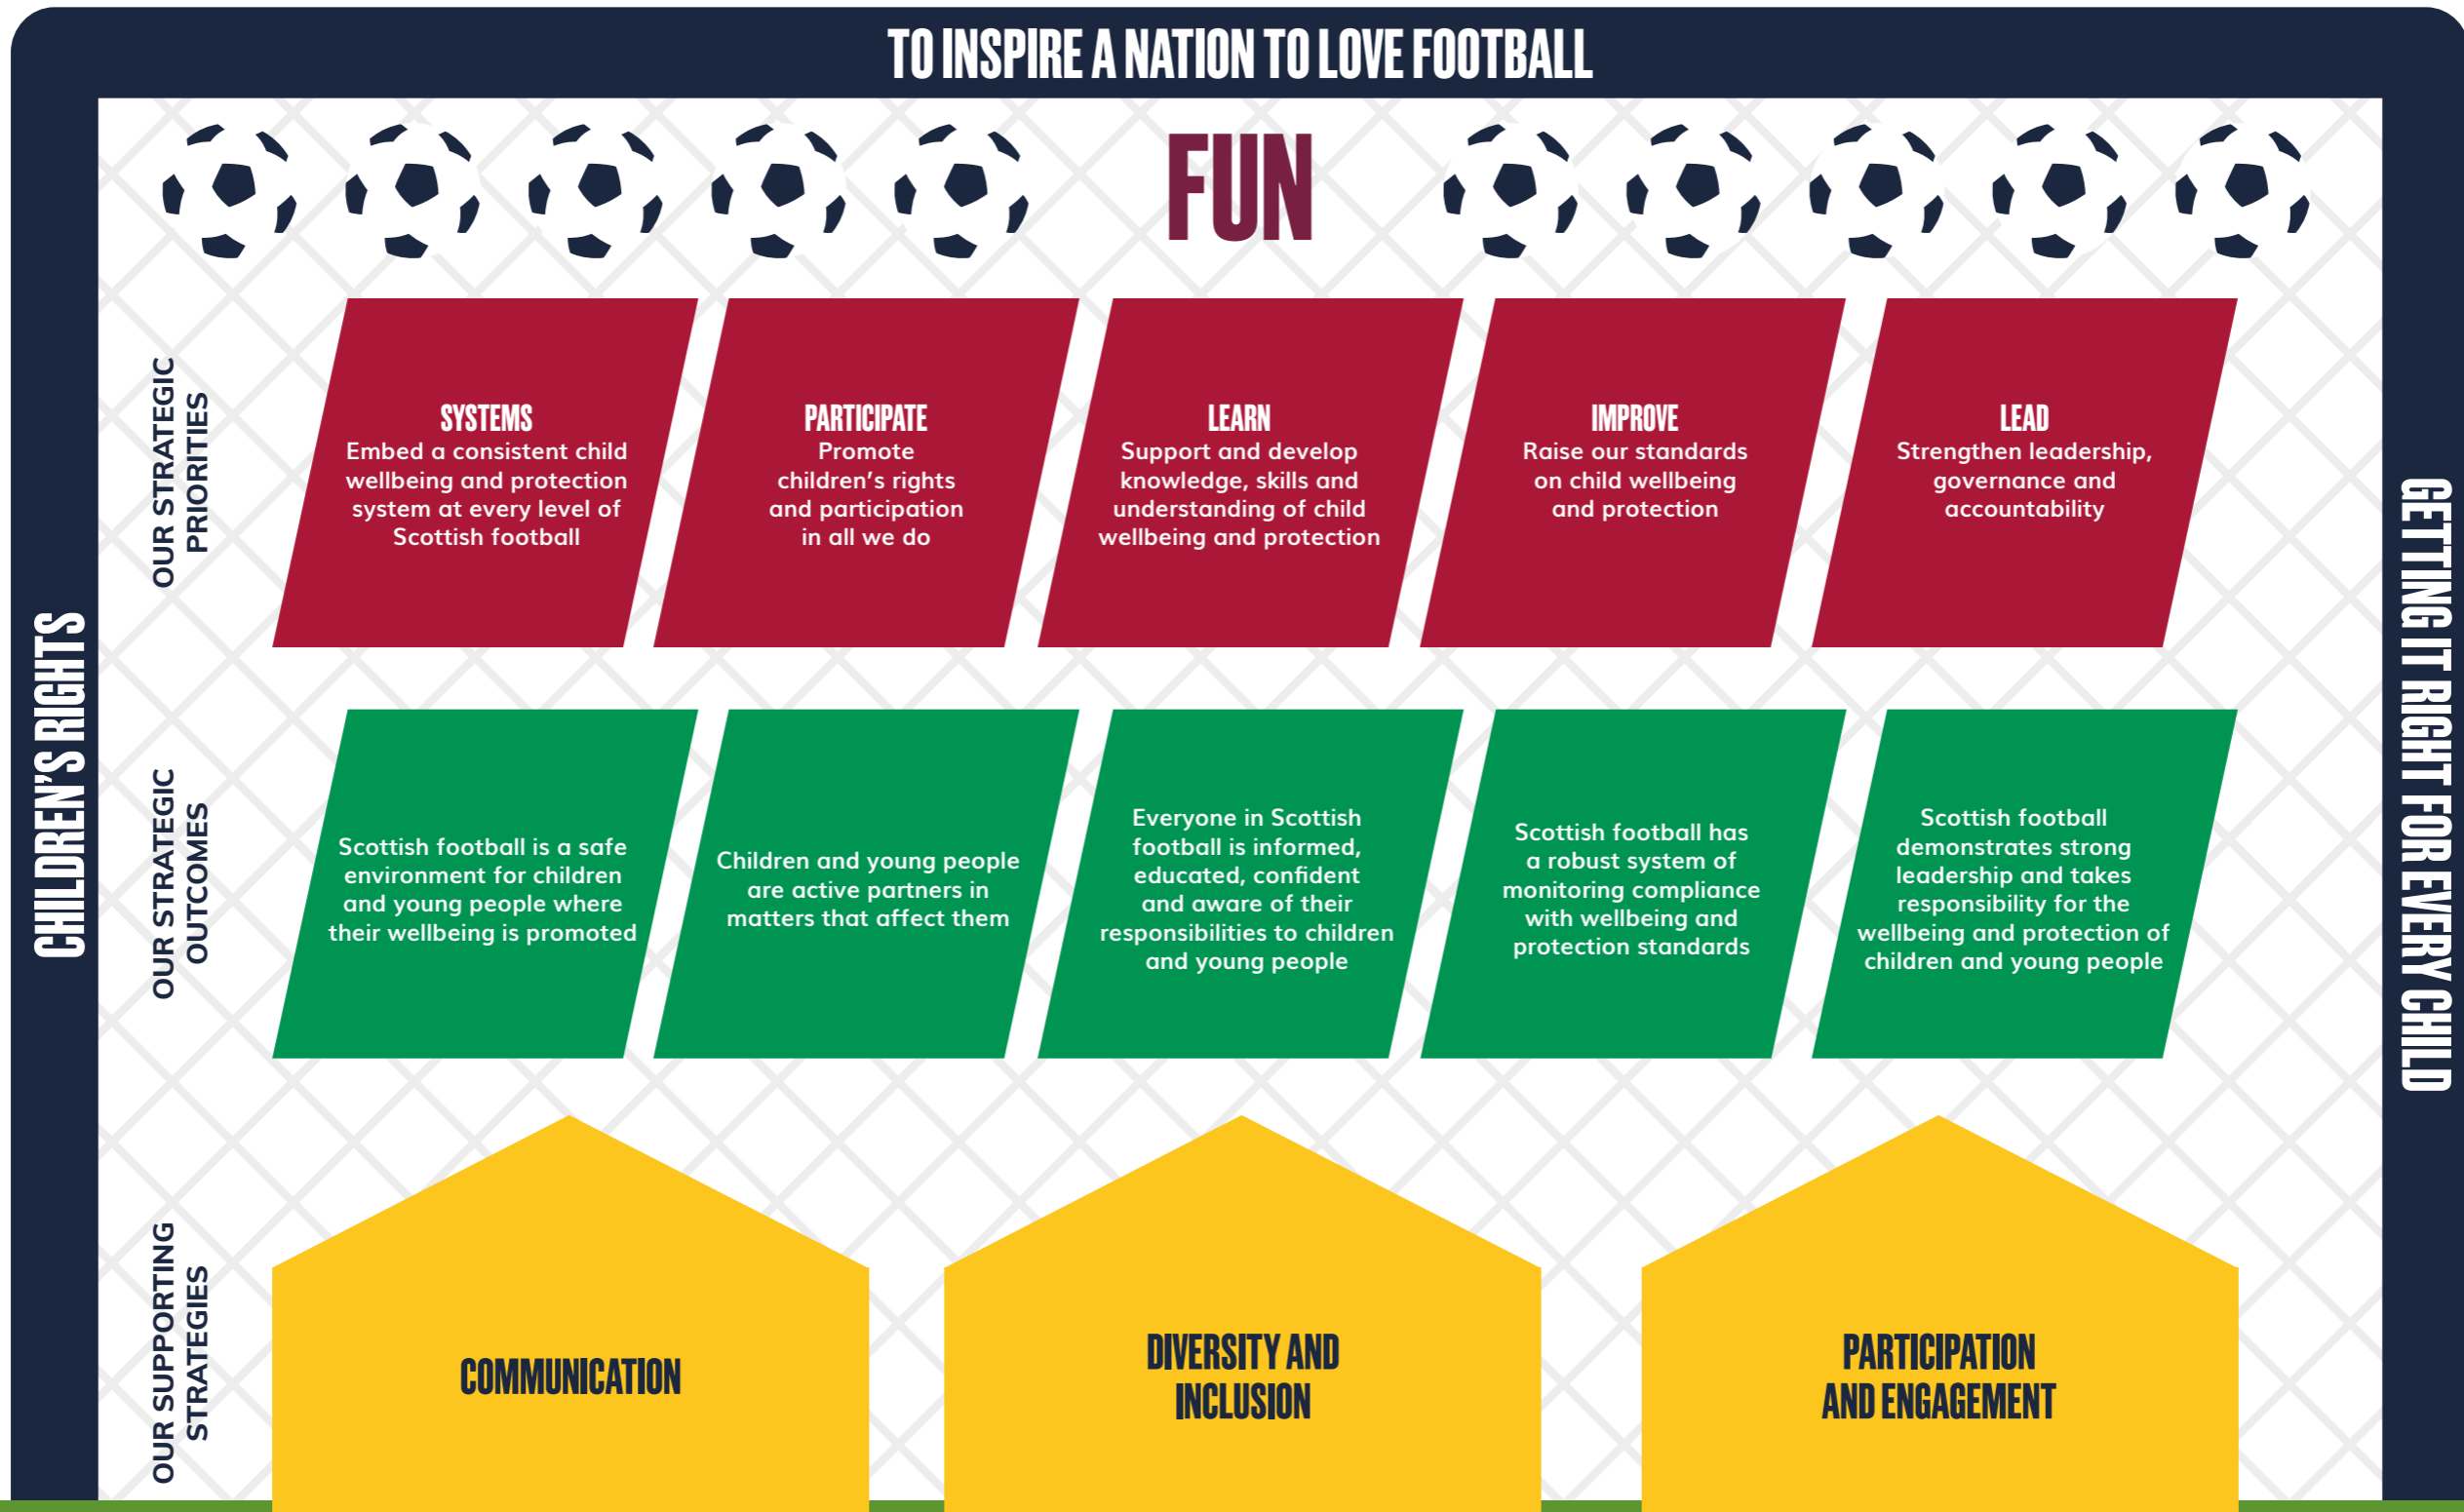 TO INSPIRE A NATION TO LOVE FOOTBALL
FUN
CHILDREN'S RIGHTS
GETTING IT RIGHT FOR EVERY CHILD
OUR STRATEGIC
PRIORITIES
SYSTEMS
Embed a consistent child
wellbeing and protection
system at every level of
Scottish football
PARTICIPATE
Promote
children's rights
and participation
in all we do
LEARN
Support and develop
knowledge, skills and
understanding of child
wellbeing and protection
IMPROVE
Raise our standards
on child wellbeing
and protection
LEAD
Strengthen leadership,
governance and
accountability
OUR STRATEGIC
OUTCOMES
Scottish football is a safe
environment for children
and young people where
their wellbeing is promoted
Children and young people
are active partners in
matters that affect them
Everyone in Scottish
football is informed,
educated, confident
and aware of their
responsibilities to children
and young people
Scottish football has
a robust system of
monitoring compliance
with wellbeing and
protection standards
Scottish football
demonstrates strong
leadership and takes
responsibility for the
wellbeing and protection of
children and young people
OUR SUPPORTING
STRATEGIES
COMMUNICATION
DIVERSITY AND
INCLUSION
PARTICIPATION
AND ENGAGEMENT